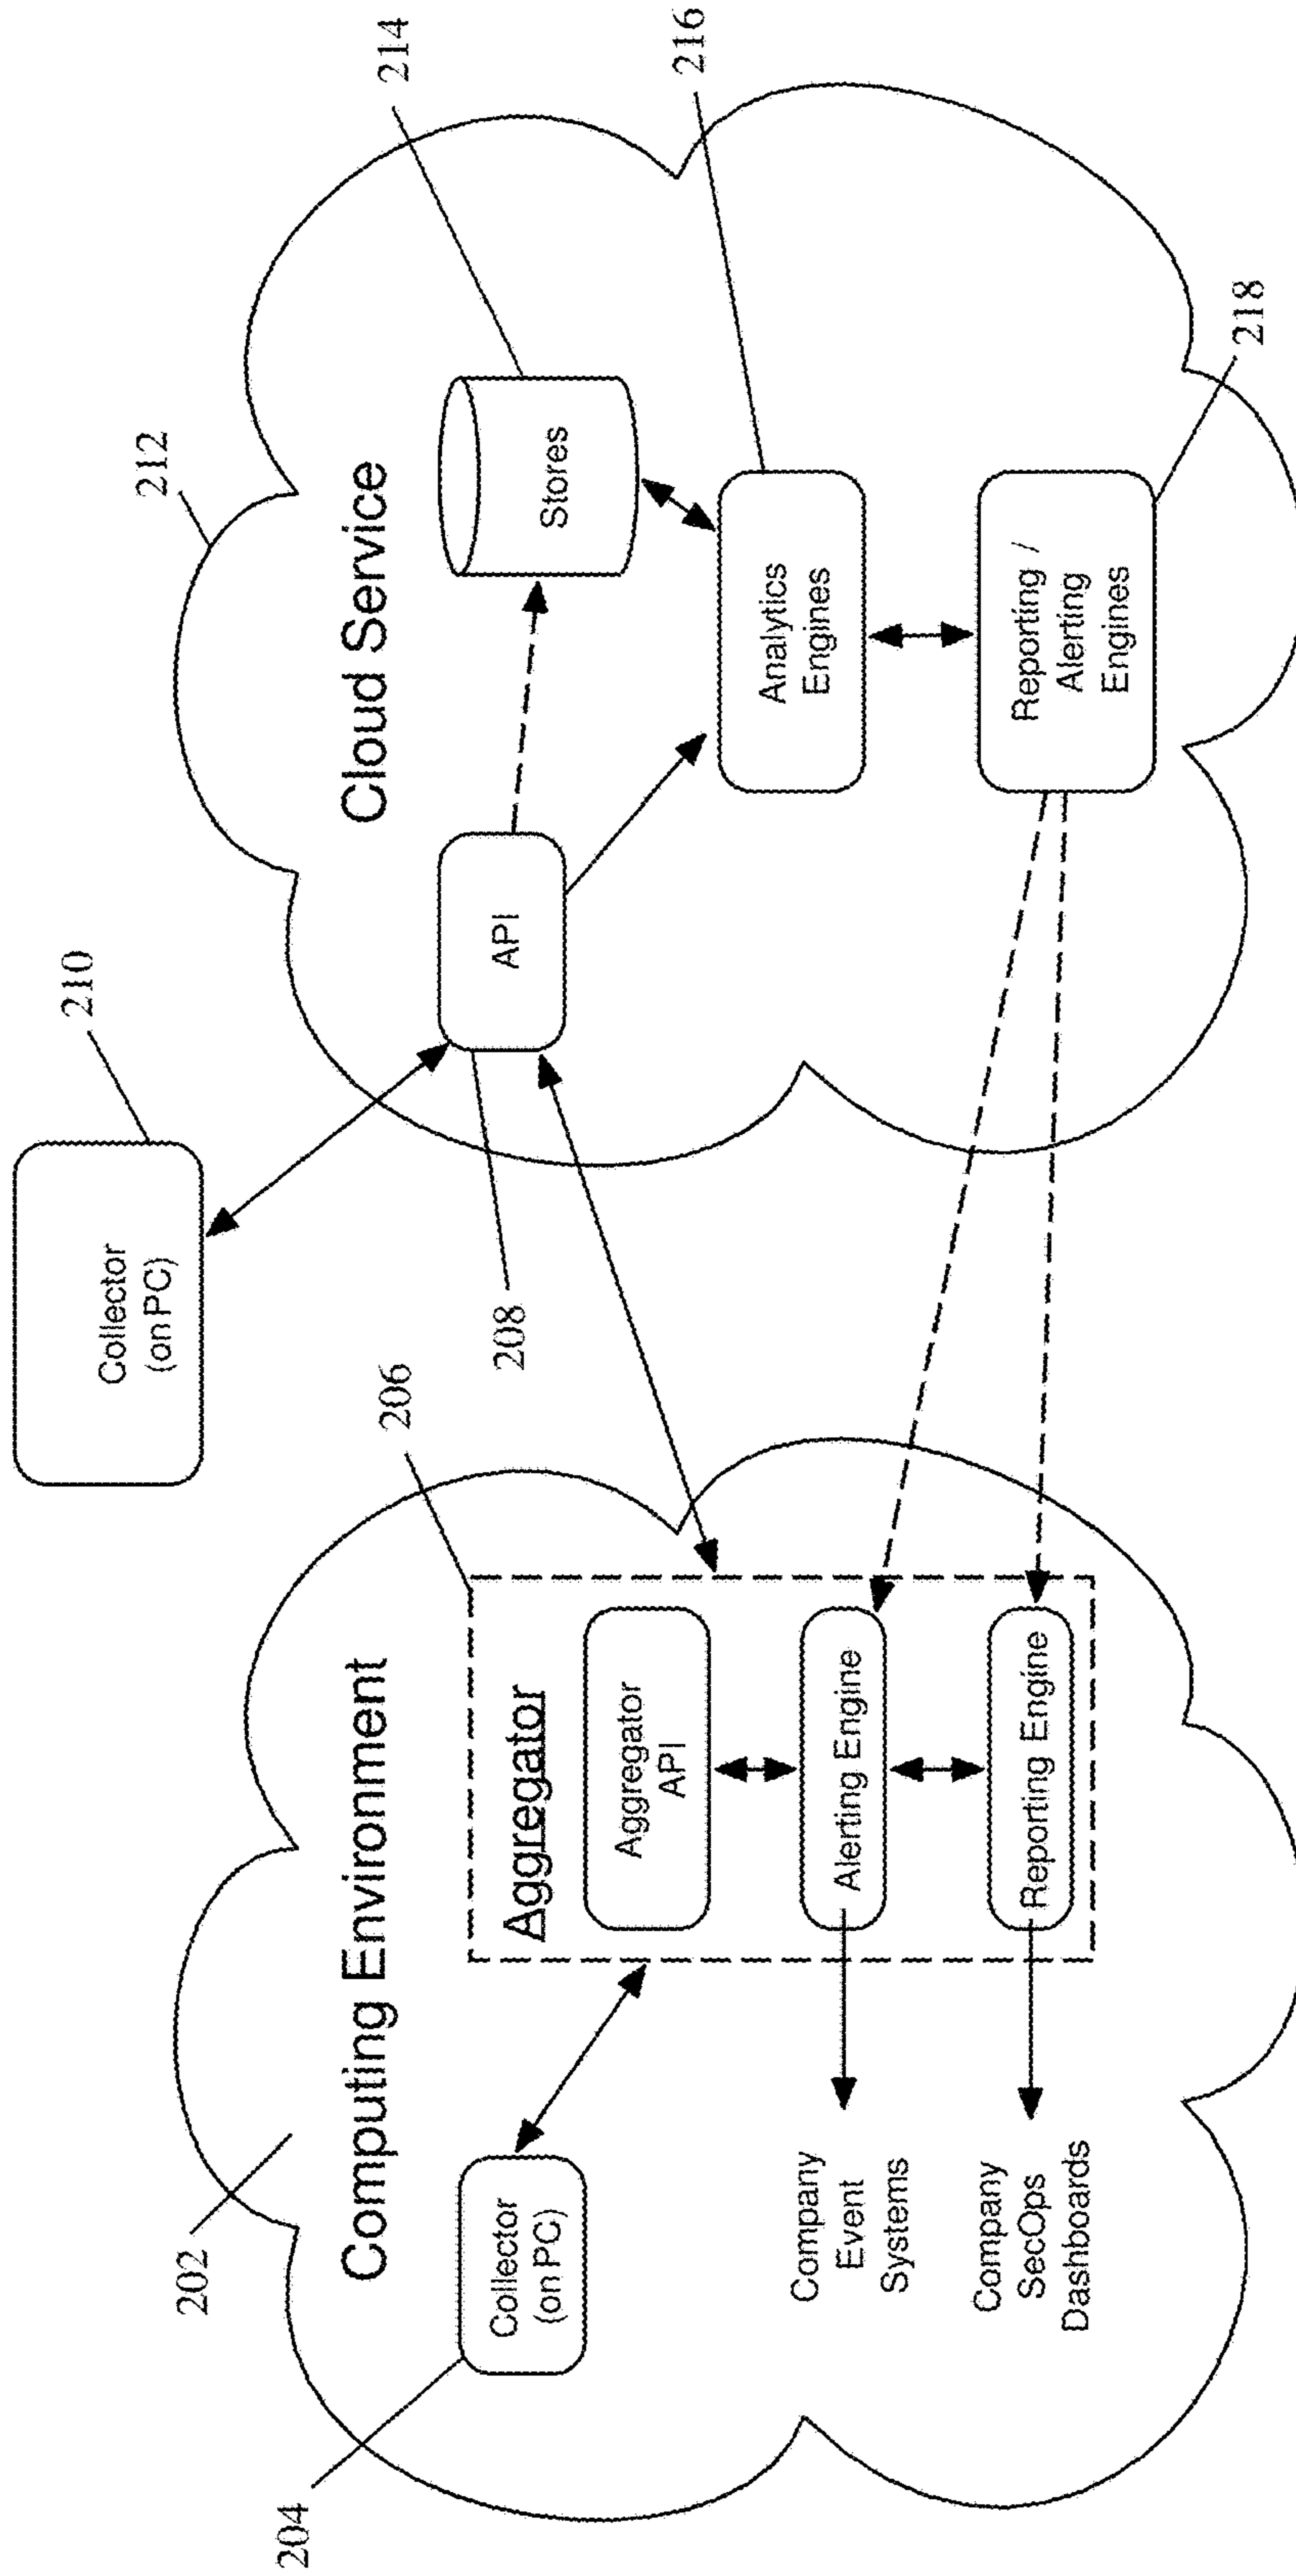 210
Collector
(on PC)
212
Cloud Service
214
Stores
API
208
216
Analytics
Engines
Reporting /
Alerting
Engines
218
202
Computing Environment
206
Aggregator
Aggregator
API
Alerting Engine
Reporting Engine
204
Collector
(on PC)
Company
Event
Systems
Company
SecOps
Dashboards